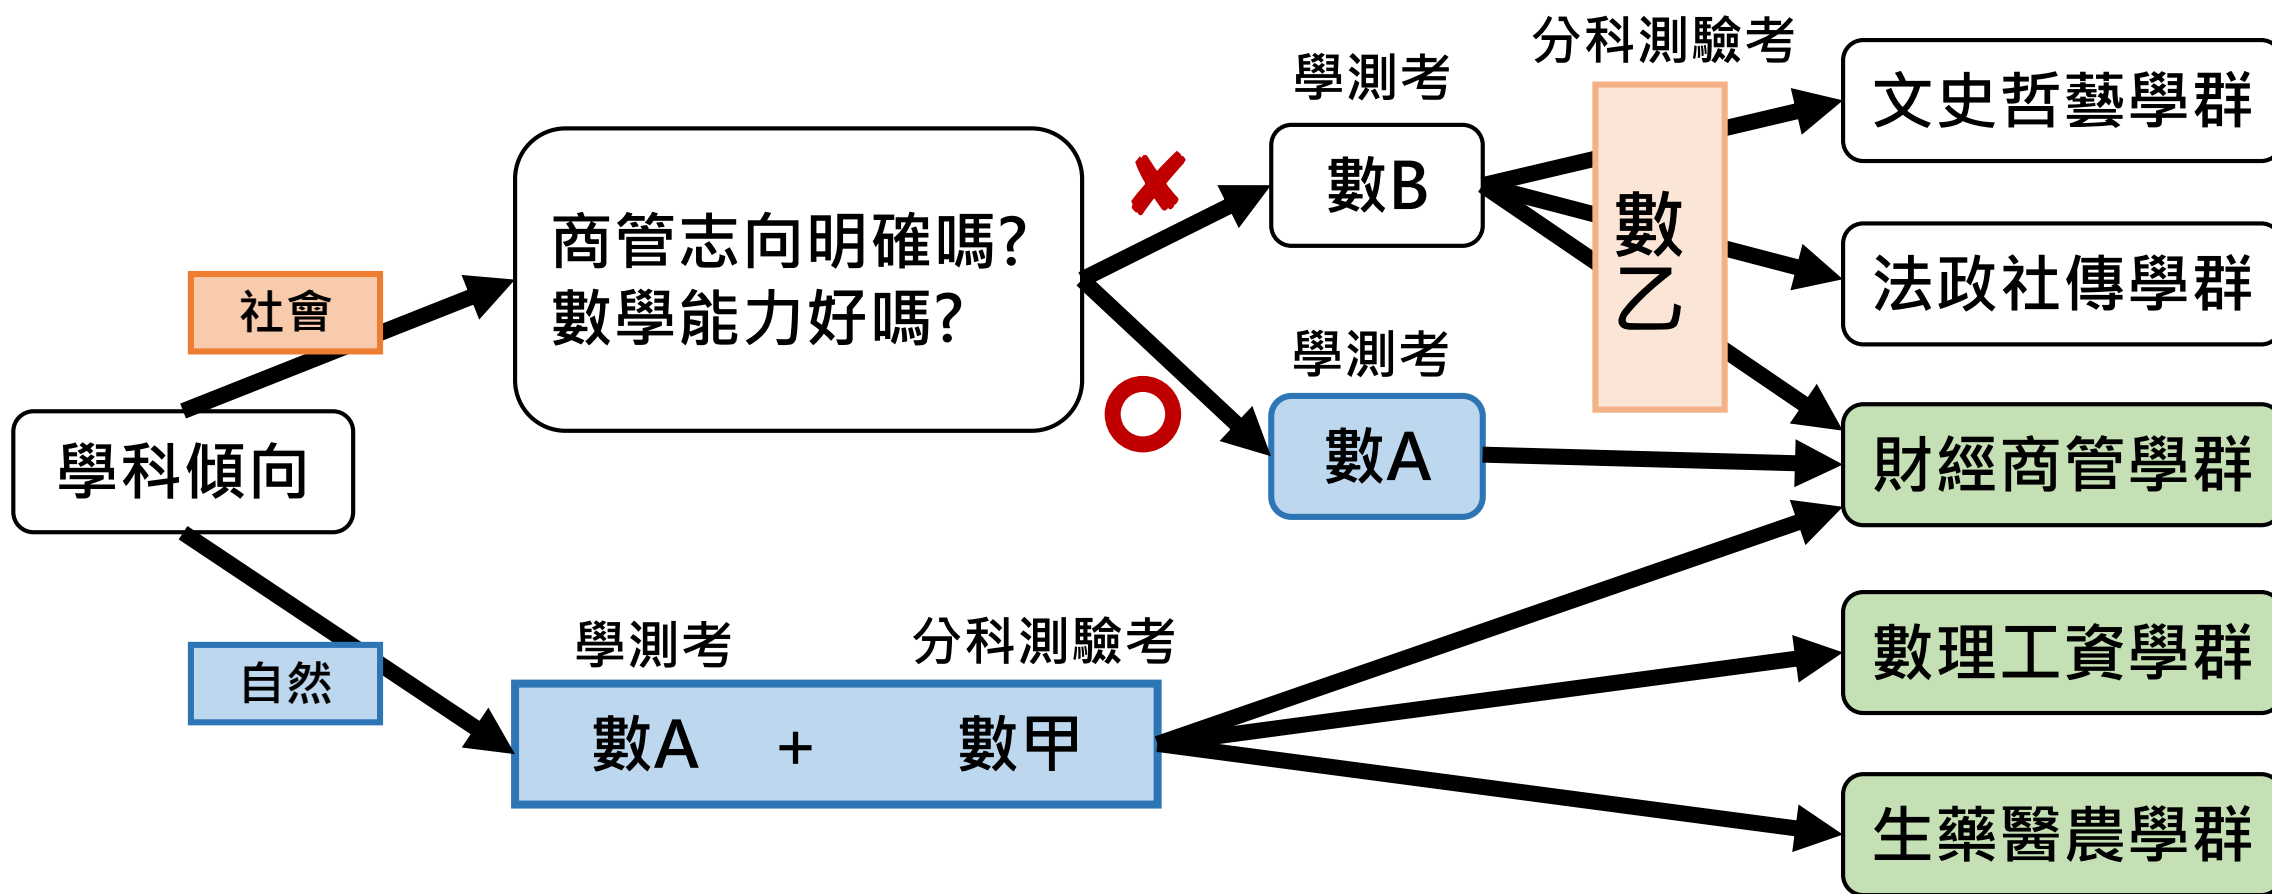 學科傾向
社會
自然
商管志向明確嗎?
數學能力好嗎?
學測考
數B
學測考
數A
分科測驗考
數
乙
學測考
分科測驗考
數A + 數甲
文史哲藝學群
法政社傳學群
財經商管學群
數理工資學群
生藥醫農學群